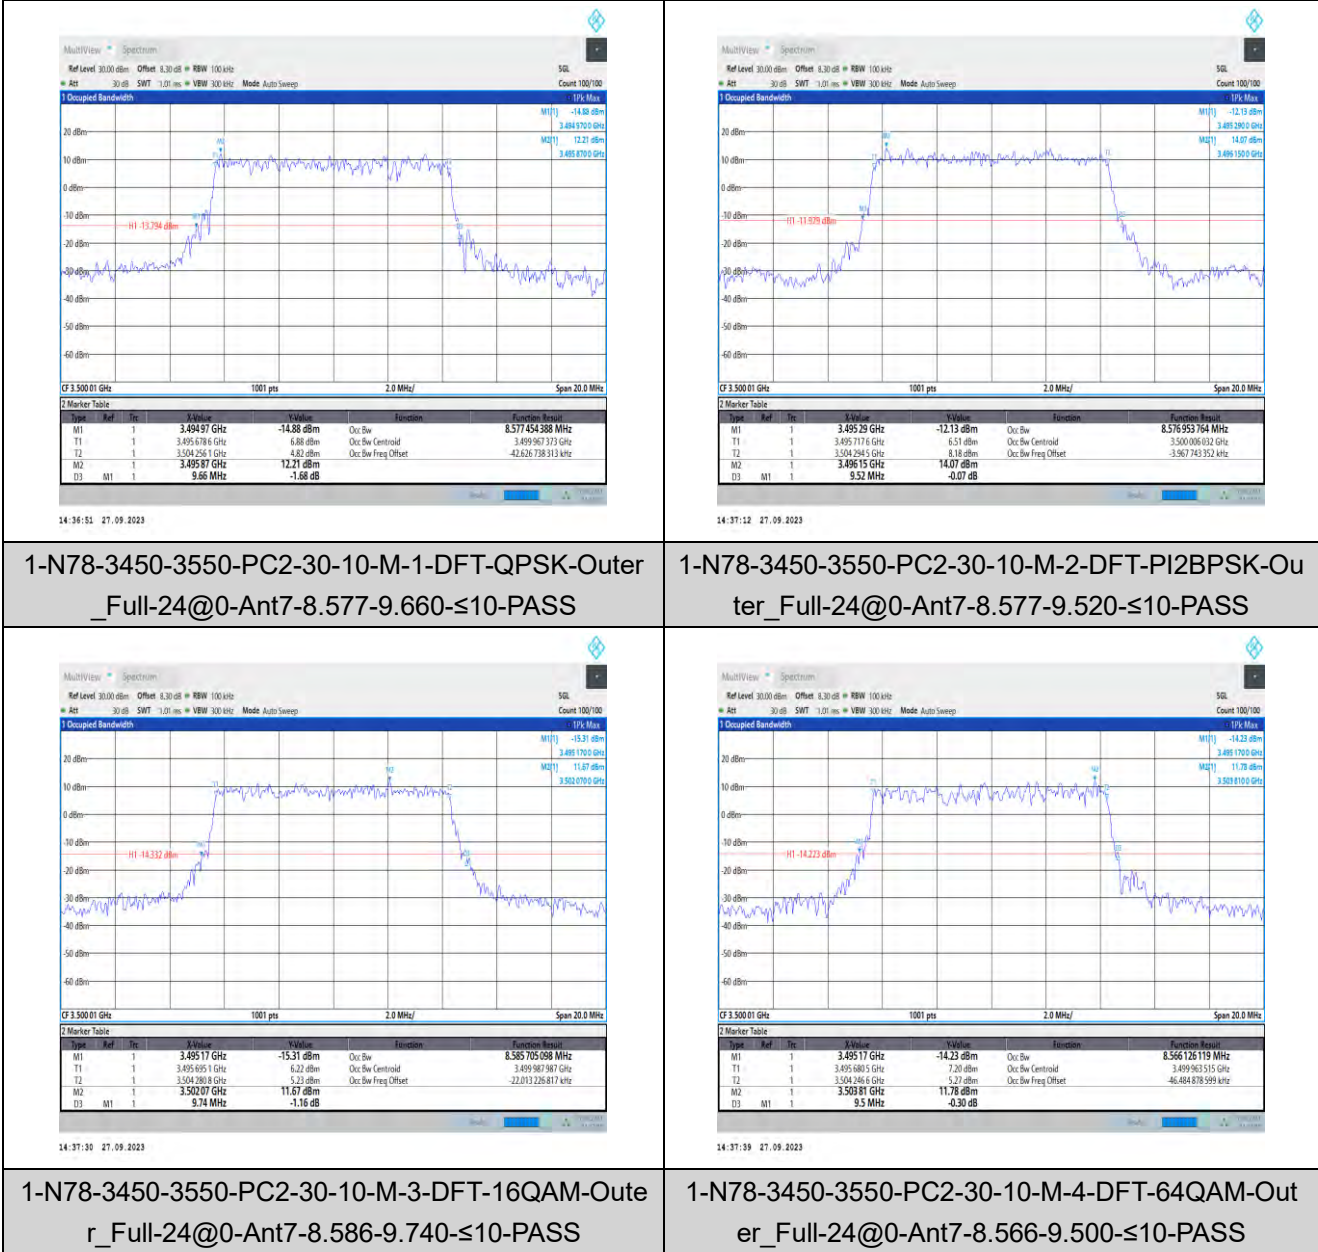 MultiView Spectrum
Ref Level 30.00 dBm Offset 8.30 dB RBW 100 kHz SGL
Att 30 dB SWT 1.01 ms VBW 300 kHz Mode Auto Sweep Count 100/100
1 Occupied Bandwidth 1Pk Max
M1[1] -14.88 dBm
3.494 970 0 GHz
M2[1] 12.21 dBm
3.495 870 0 GHz
20 dBm
10 dBm
0 dBm
-10 dBm
H1 -13.794 dBm
-20 dBm
-30 dBm
-40 dBm
-50 dBm
-60 dBm
CF 3.500 01 GHz 1001 pts 2.0 MHz/ Span 20.0 MHz
2 Marker Table
Type Ref Trc X-Value Y-Value Function Function Result
M1 1 3.494 97 GHz -14.88 dBm Occ Bw 8.577 454 388 MHz
T1 1 3.495 678 6 GHz 6.88 dBm Occ Bw Centroid 3.499 967 373 GHz
T2 1 3.504 256 1 GHz 4.82 dBm Occ Bw Freq Offset -42.626 738 313 kHz
M2 1 3.495 87 GHz 12.21 dBm
D3 M1 1 9.66 MHz -1.68 dB
14:36:51 27.09.2023
1-N78-3450-3550-PC2-30-10-M-1-DFT-QPSK-Outer
_Full-24@0-Ant7-8.577-9.660-≤10-PASS
MultiView Spectrum
Ref Level 30.00 dBm Offset 8.30 dB RBW 100 kHz SGL
Att 30 dB SWT 1.01 ms VBW 300 kHz Mode Auto Sweep Count 100/100
1 Occupied Bandwidth 1Pk Max
M1[1] -12.13 dBm
3.495 290 0 GHz
M2[1] 14.07 dBm
3.496 150 0 GHz
20 dBm
10 dBm
0 dBm
-10 dBm
H1 -11.929 dBm
-20 dBm
-30 dBm
-40 dBm
-50 dBm
-60 dBm
CF 3.500 01 GHz 1001 pts 2.0 MHz/ Span 20.0 MHz
2 Marker Table
Type Ref Trc X-Value Y-Value Function Function Result
M1 1 3.495 29 GHz -12.13 dBm Occ Bw 8.576 953 764 MHz
T1 1 3.495 717 6 GHz 6.51 dBm Occ Bw Centroid 3.500 006 032 GHz
T2 1 3.504 294 5 GHz 8.18 dBm Occ Bw Freq Offset -3.967 743 352 kHz
M2 1 3.496 15 GHz 14.07 dBm
D3 M1 1 9.52 MHz -0.07 dB
14:37:12 27.09.2023
1-N78-3450-3550-PC2-30-10-M-2-DFT-PI2BPSK-Ou
ter_Full-24@0-Ant7-8.577-9.520-≤10-PASS
MultiView Spectrum
Ref Level 30.00 dBm Offset 8.30 dB RBW 100 kHz SGL
Att 30 dB SWT 1.01 ms VBW 300 kHz Mode Auto Sweep Count 100/100
1 Occupied Bandwidth 1Pk Max
M1[1] -15.31 dBm
3.495 170 0 GHz
M2[1] 11.67 dBm
3.502 070 0 GHz
20 dBm
10 dBm
0 dBm
-10 dBm
H1 -14.332 dBm
-20 dBm
-30 dBm
-40 dBm
-50 dBm
-60 dBm
CF 3.500 01 GHz 1001 pts 2.0 MHz/ Span 20.0 MHz
2 Marker Table
Type Ref Trc X-Value Y-Value Function Function Result
M1 1 3.495 17 GHz -15.31 dBm Occ Bw 8.585 705 098 MHz
T1 1 3.495 695 1 GHz 6.22 dBm Occ Bw Centroid 3.499 987 987 GHz
T2 1 3.504 280 8 GHz 5.23 dBm Occ Bw Freq Offset -22.013 226 817 kHz
M2 1 3.502 07 GHz 11.67 dBm
D3 M1 1 9.74 MHz -1.16 dB
14:37:30 27.09.2023
1-N78-3450-3550-PC2-30-10-M-3-DFT-16QAM-Oute
r_Full-24@0-Ant7-8.586-9.740-≤10-PASS
MultiView Spectrum
Ref Level 30.00 dBm Offset 8.30 dB RBW 100 kHz SGL
Att 30 dB SWT 1.01 ms VBW 300 kHz Mode Auto Sweep Count 100/100
1 Occupied Bandwidth 1Pk Max
M1[1] -14.23 dBm
3.495 170 0 GHz
M2[1] 11.78 dBm
3.503 810 0 GHz
20 dBm
10 dBm
0 dBm
-10 dBm
H1 -14.223 dBm
-20 dBm
-30 dBm
-40 dBm
-50 dBm
-60 dBm
CF 3.500 01 GHz 1001 pts 2.0 MHz/ Span 20.0 MHz
2 Marker Table
Type Ref Trc X-Value Y-Value Function Function Result
M1 1 3.495 17 GHz -14.23 dBm Occ Bw 8.566 126 119 MHz
T1 1 3.495 680 5 GHz 7.20 dBm Occ Bw Centroid 3.499 963 515 GHz
T2 1 3.504 246 6 GHz 5.27 dBm Occ Bw Freq Offset -46.484 878 599 kHz
M2 1 3.503 81 GHz 11.78 dBm
D3 M1 1 9.5 MHz -0.30 dB
14:37:39 27.09.2023
1-N78-3450-3550-PC2-30-10-M-4-DFT-64QAM-Out
er_Full-24@0-Ant7-8.566-9.500-≤10-PASS